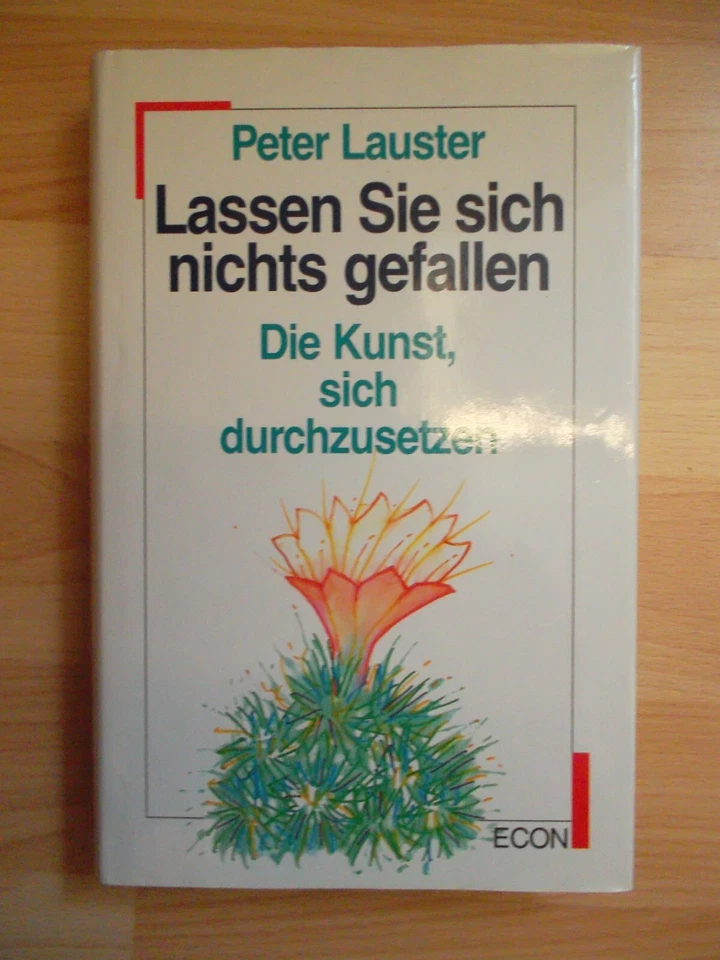 Peter Lauster
Lassen Sie sich
nichts gefallen
Die Kunst,
sich
durchzusetzen
ECON